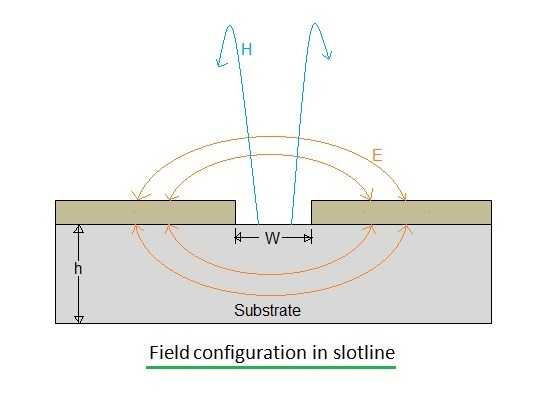 H
E
W
h
Substrate
Field configuration in slotline